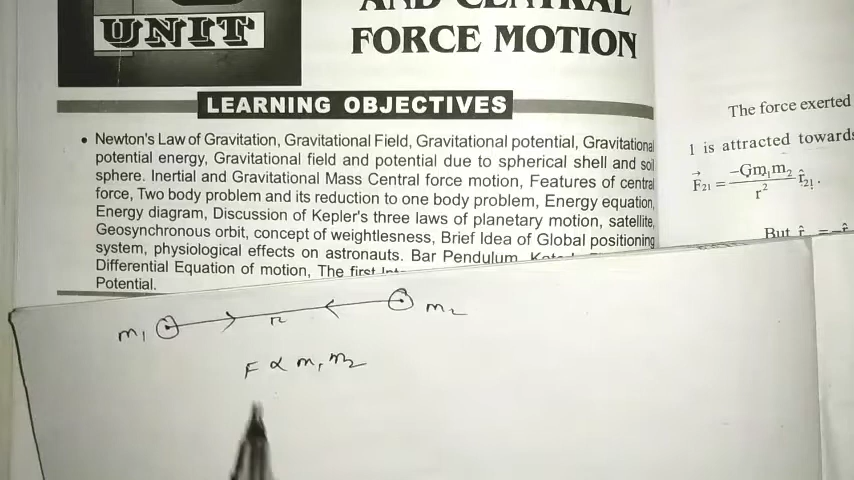 UNIT
AND CENTRAL
FORCE MOTION
LEARNING OBJECTIVES
• Newton's Law of Gravitation, Gravitational Field, Gravitational potential, Gravitational
potential energy, Gravitational field and potential due to spherical shell and soil
sphere. Inertial and Gravitational Mass Central force motion, Features of central
force, Two body problem and its reduction to one body problem, Energy equation,
Energy diagram, Discussion of Kepler's three laws of planetary motion, satellite,
Geosynchronous orbit, concept of weightlessness, Brief Idea of Global positioning
system, physiological effects on astronauts. Bar Pendulum,
Differential Equation of motion, The first
Potential.
The force exerted
1 is attracted towards
F⃗₂₁ = −Gm₁m₂/r² r̂₂₁.
But r̂ = −r̂
m₁ r m₂
F ∝ m₁ m₂